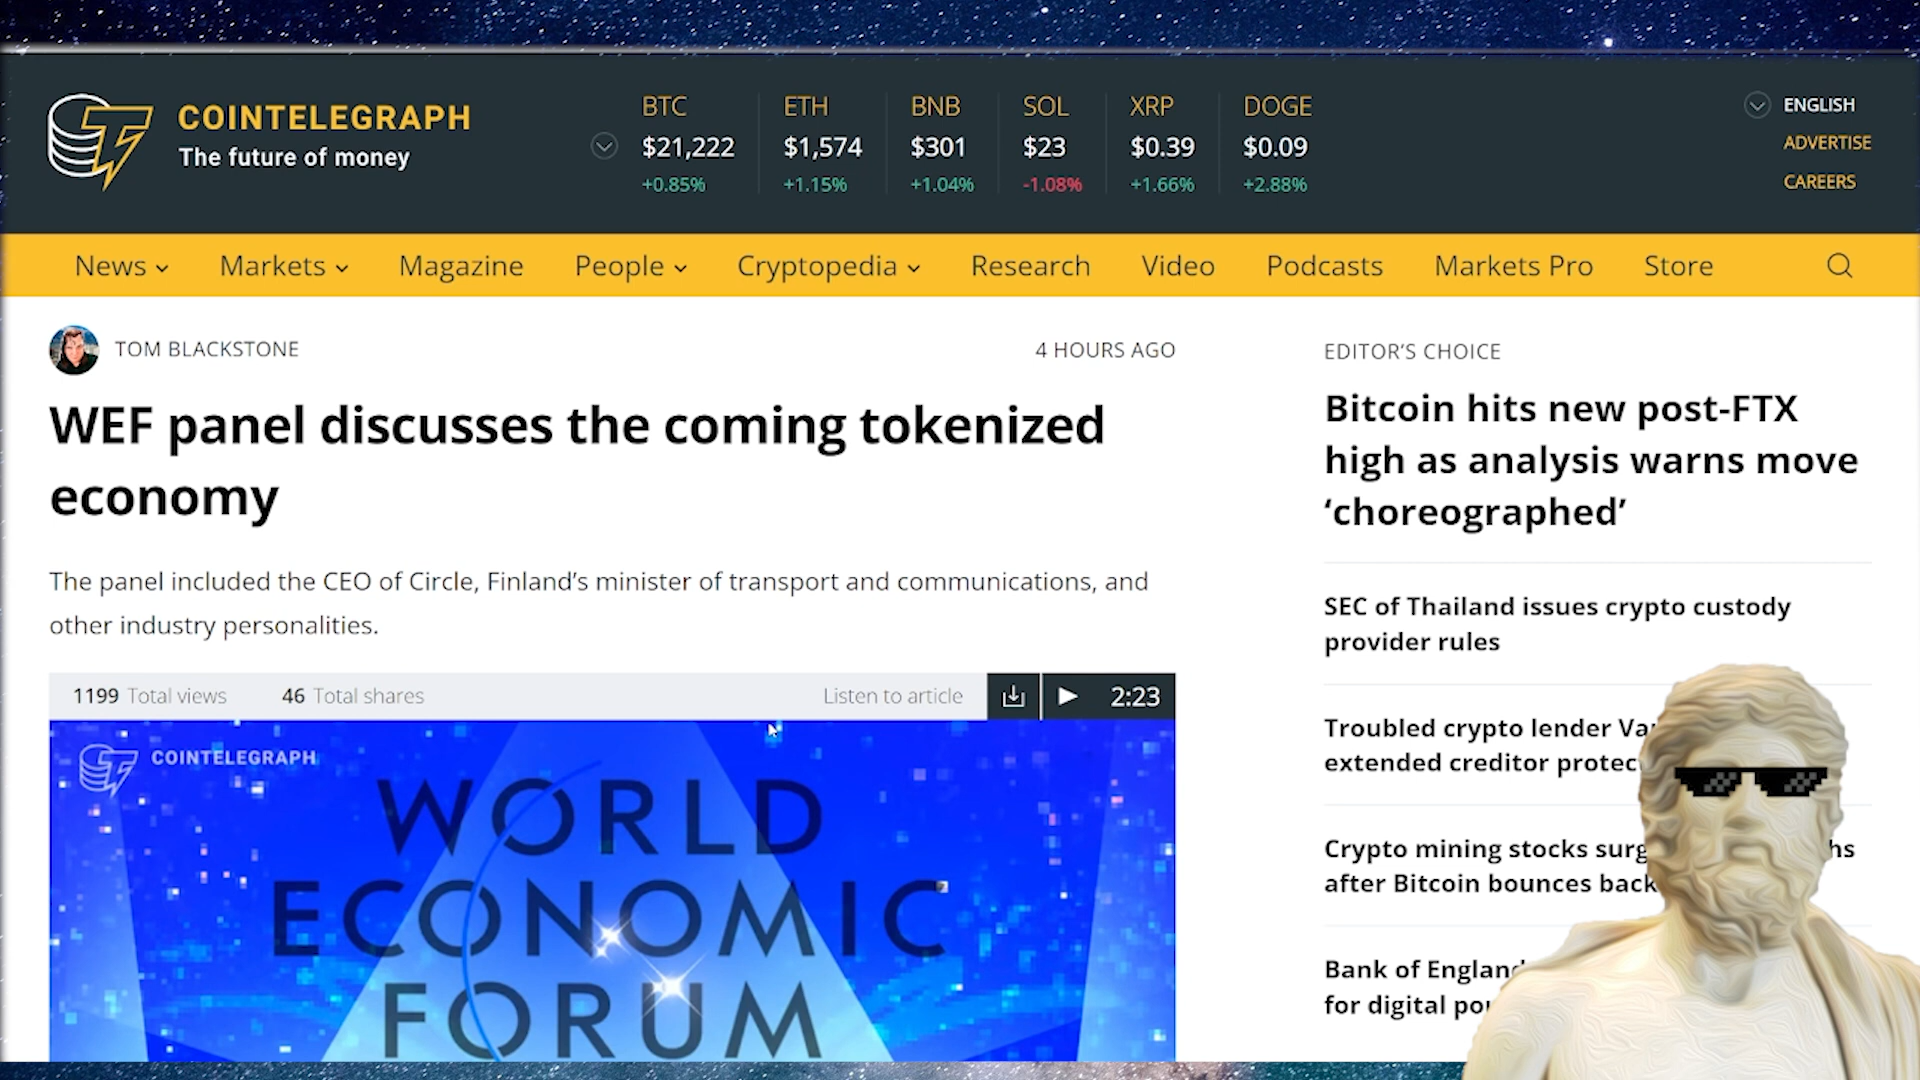 COINTELEGRAPH
The future of money
BTC
$21,222
+0.85%
ETH
$1,574
+1.15%
BNB
$301
+1.04%
SOL
$23
-1.08%
XRP
$0.39
+1.66%
DOGE
$0.09
+2.88%
ENGLISH
ADVERTISE
CAREERS
News Markets Magazine People Cryptopedia Research Video Podcasts Markets Pro Store
TOM BLACKSTONE
4 HOURS AGO
WEF panel discusses the coming tokenized
economy
The panel included the CEO of Circle, Finland's minister of transport and communications, and
other industry personalities.
1199 Total views 46 Total shares Listen to article 2:23
COINTELEGRAPH
WORLD
ECONOMIC
FORUM
EDITOR'S CHOICE
Bitcoin hits new post-FTX
high as analysis warns move
‘choreographed’
SEC of Thailand issues crypto custody
provider rules
Troubled crypto lender
extended creditor
Crypto mining stocks
after Bitcoin bounces back
Bank of England
for digital